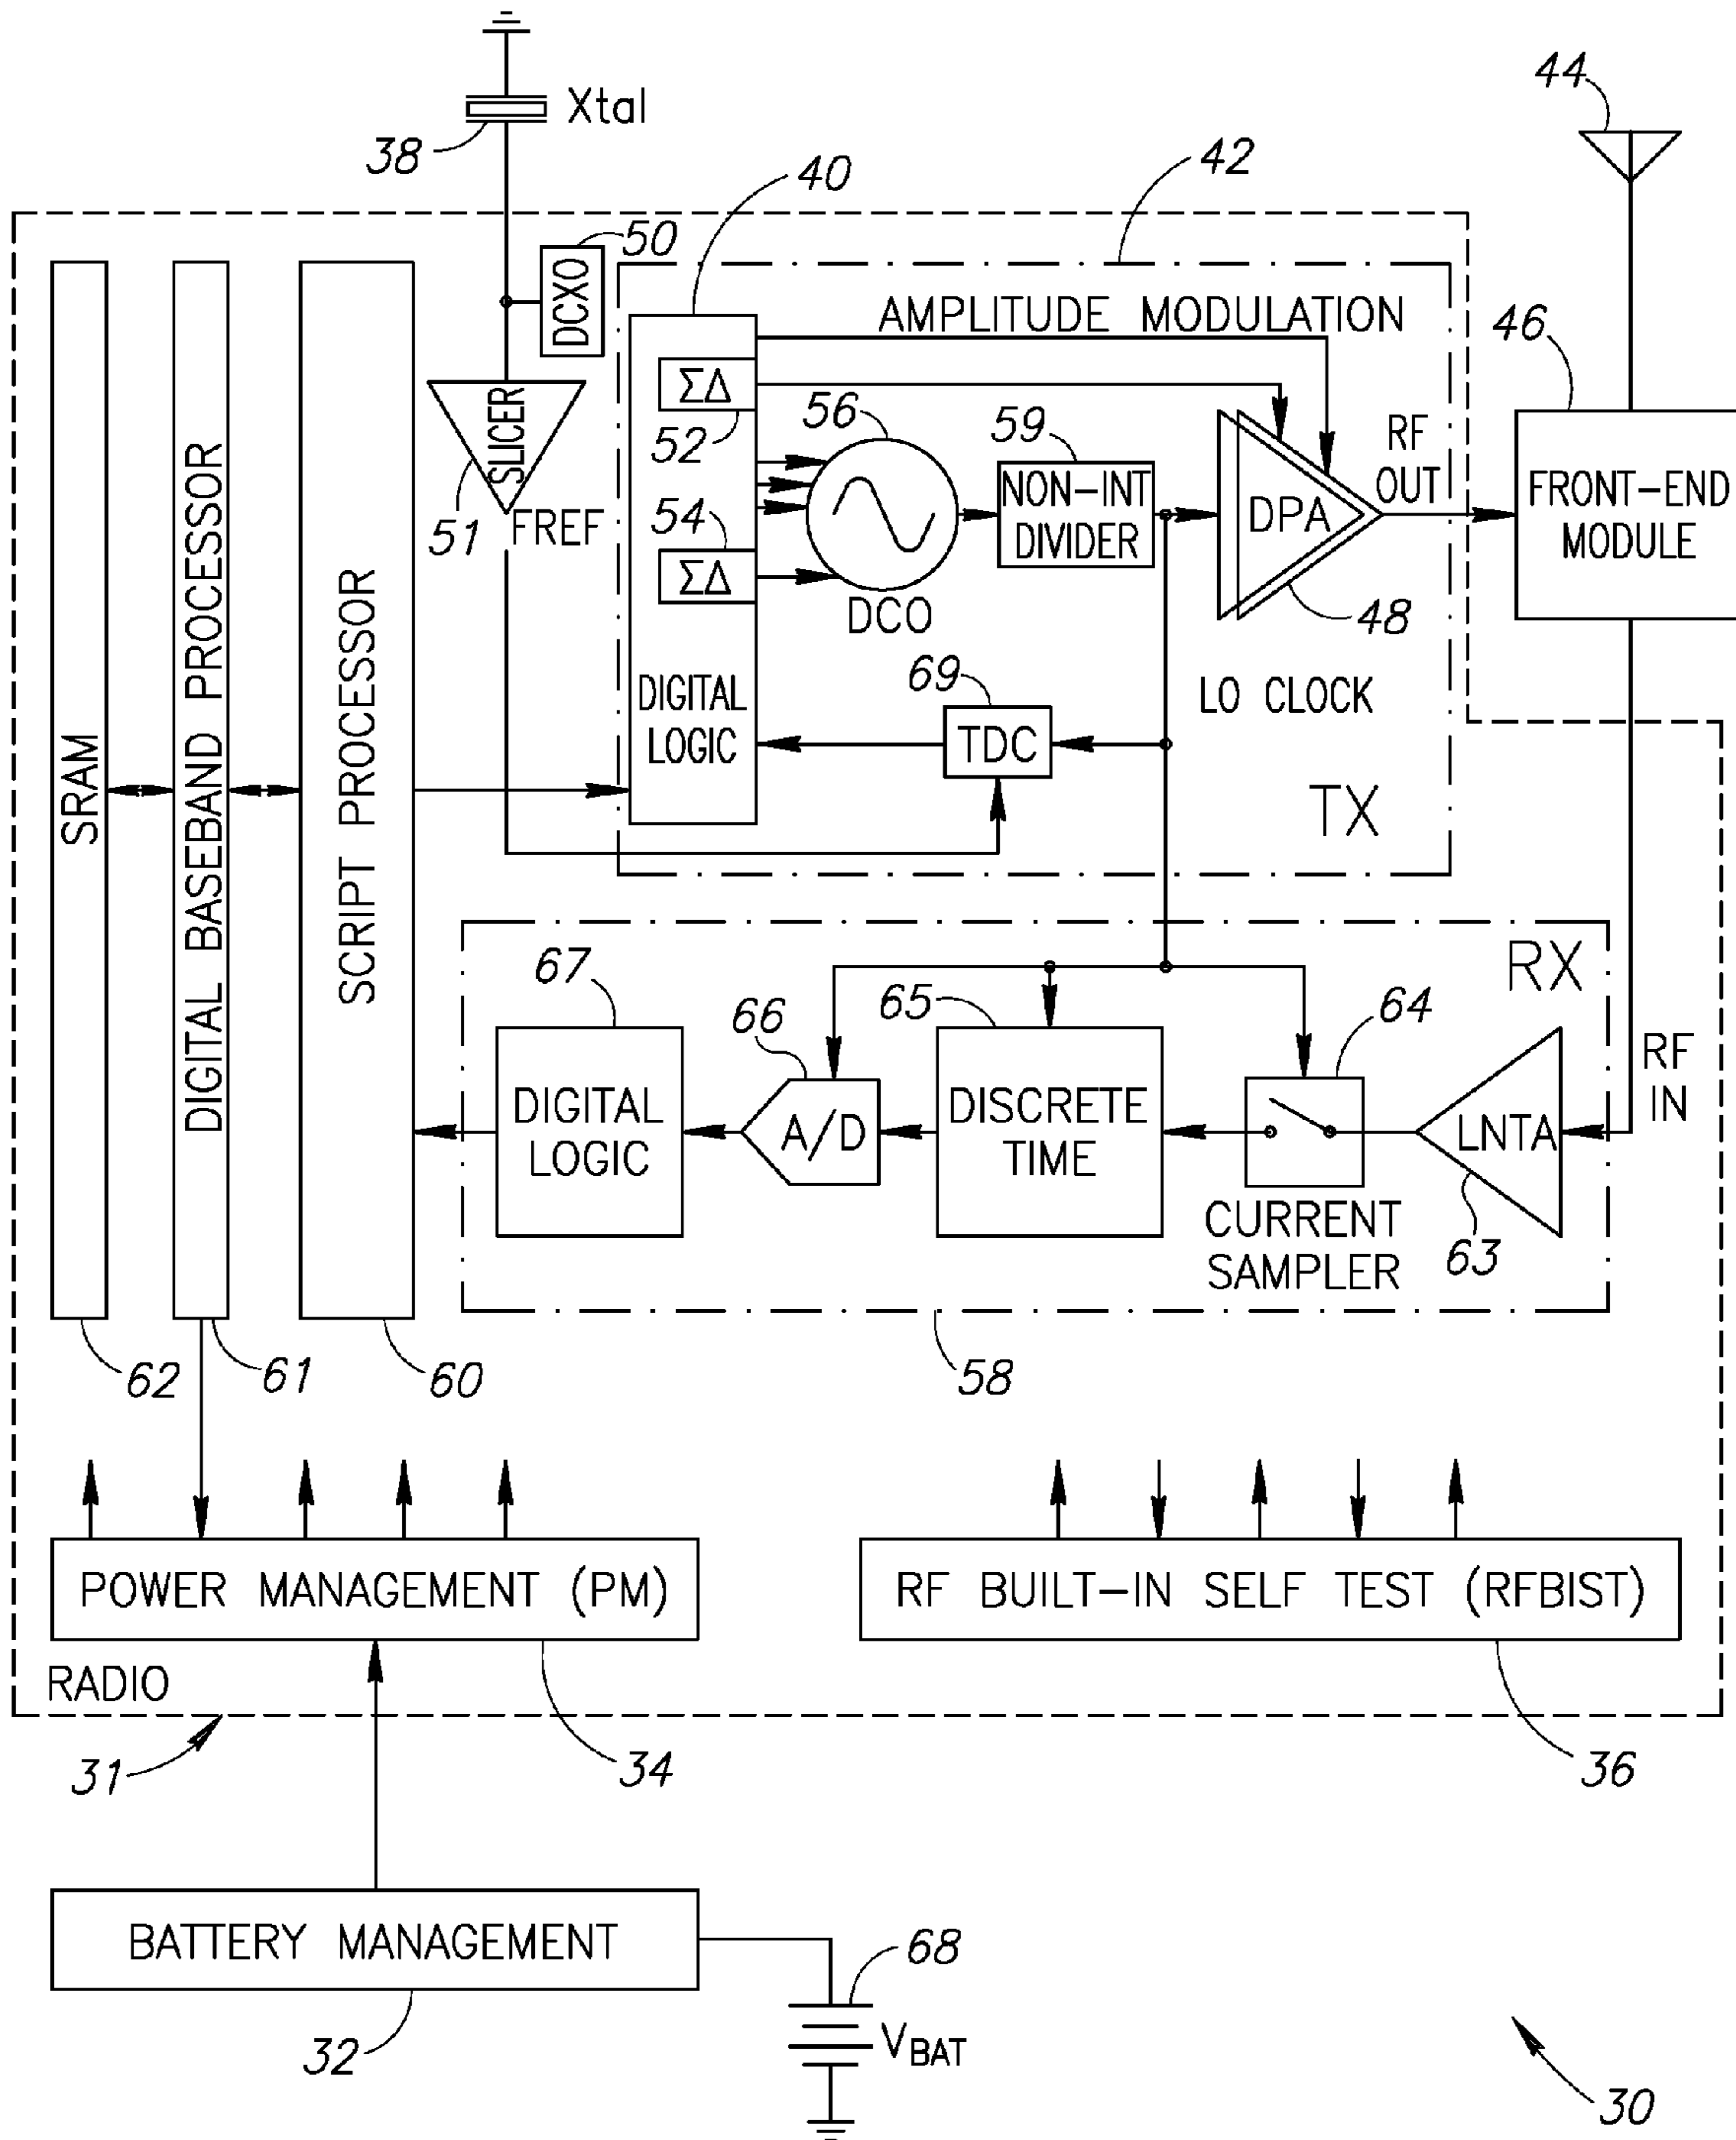 Xtal
38
44
40
42
50
DCXO
AMPLITUDE MODULATION
46
ΣΔ
SLICER
52
56
59
RF
OUT
51
FREF
54
NON-INT
DIVIDER
DPA
FRONT-END
MODULE
ΣΔ
DCO
48
69
DIGITAL
LOGIC
TDC
LO CLOCK
TX
SRAM
DIGITAL BASEBAND PROCESSOR
SCRIPT PROCESSOR
RX
67
66
65
64
RF
IN
DIGITAL
LOGIC
A/D
DISCRETE
TIME
LNTA
CURRENT
SAMPLER
63
62
61
60
58
POWER MANAGEMENT (PM)
RF BUILT-IN SELF TEST (RFBIST)
RADIO
31
34
36
BATTERY MANAGEMENT
68
32
VBAT
30